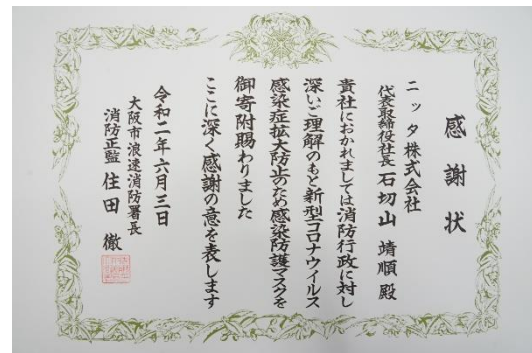 感謝状
ニッタ株式会社
代表取締役社長 石切山 靖順 殿
貴社におかれましては消防行政に対し
深いご理解のもと新型コロナウイルス
感染症拡大防止のため感染防護マスクを
御寄附賜わりました
ここに深く感謝の意を表します
令和二年六月三日
大阪市浪速消防署長
消防正監 住田 徹